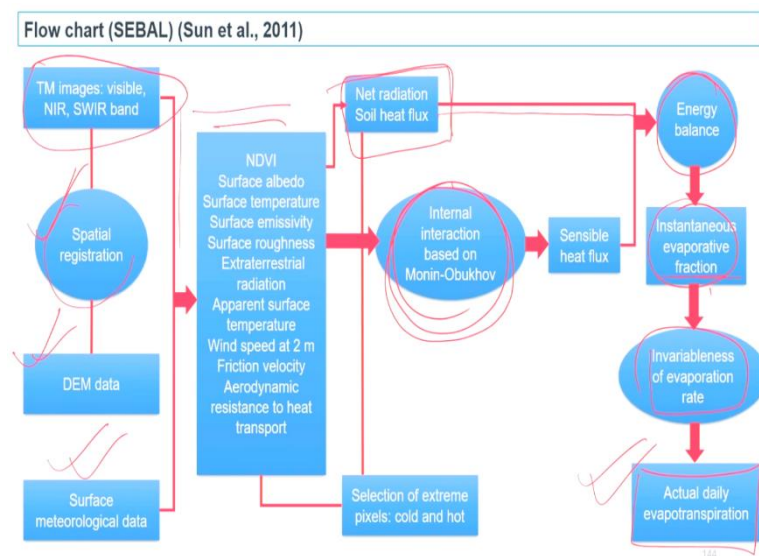 Flow chart (SEBAL) (Sun et al., 2011)
TM images: visible,
NIR, SWIR band
Spatial
registration
DEM data
Surface
meteorological data
NDVI
Surface albedo
Surface temperature
Surface emissivity
Surface roughness
Extraterrestrial
radiation
Apparent surface
temperature
Wind speed at 2 m
Friction velocity
Aerodynamic
resistance to heat
transport
Net radiation
Soil heat flux
Internal
interaction
based on
Monin-Obukhov
Sensible
heat flux
Selection of extreme
pixels: cold and hot
Energy
balance
Instantaneous
evaporative
fraction
Invariableness
of evaporation
rate
Actual daily
evapotranspiration
144